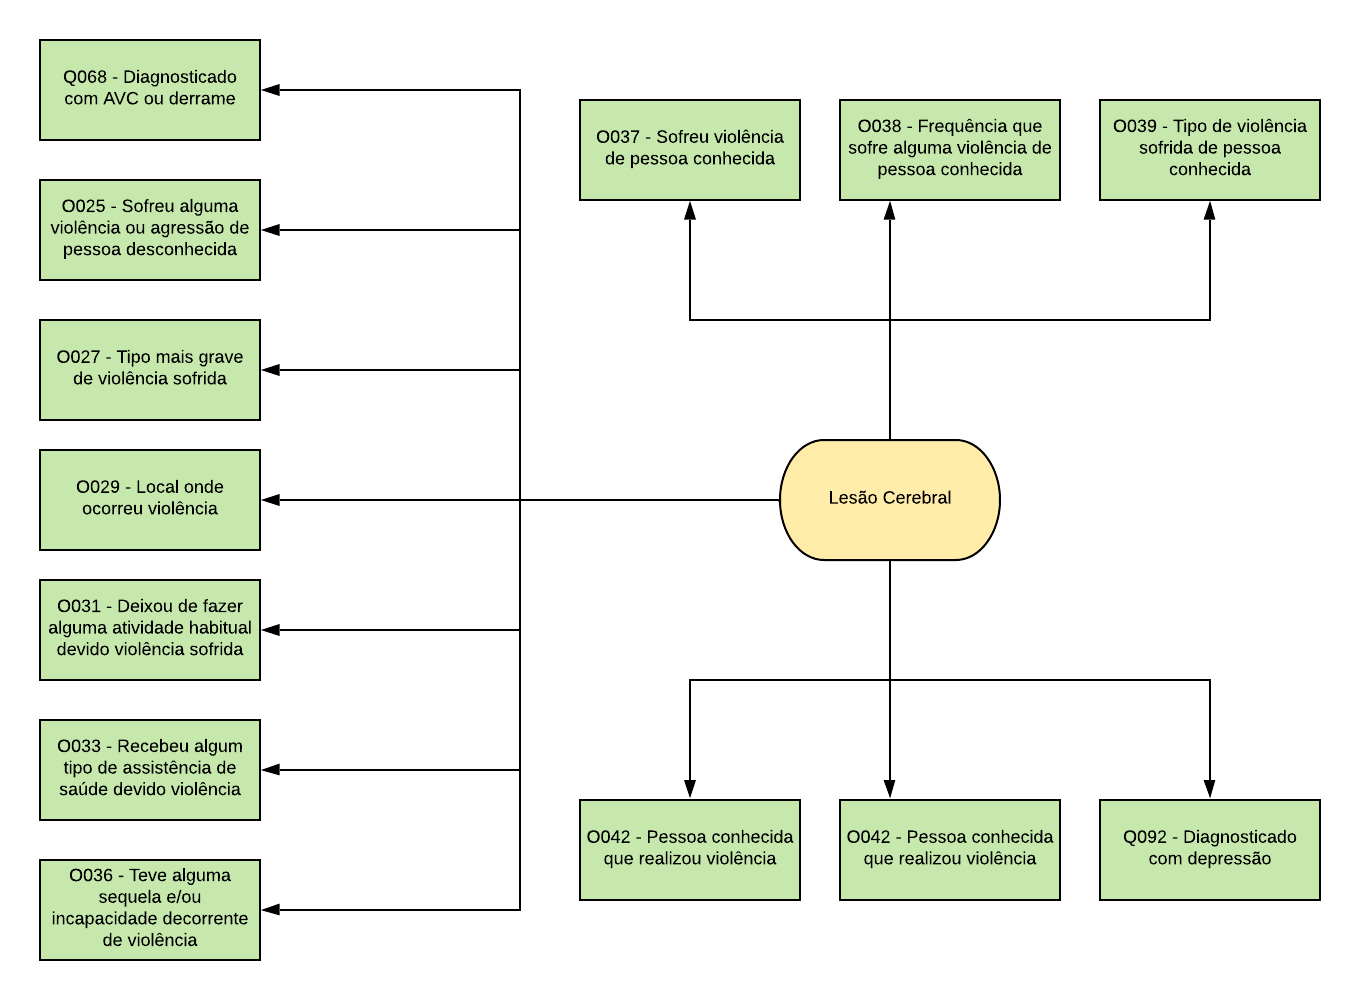 Q068 - Diagnosticado
com AVC ou derrame
O025 - Sofreu alguma
violência ou agressão de
pessoa desconhecida
O027 - Tipo mais grave
de violência sofrida
O029 - Local onde
ocorreu violência
O031 - Deixou de fazer
alguma atividade habitual
devido violência sofrida
O033 - Recebeu algum
tipo de assistência de
saúde devido violência
O036 - Teve alguma
sequela e/ou
incapacidade decorrente
de violência
O037 - Sofreu violência
de pessoa conhecida
O038 - Frequência que
sofre alguma violência de
pessoa conhecida
O039 - Tipo de violência
sofrida de pessoa
conhecida
Lesão Cerebral
O042 - Pessoa conhecida
que realizou violência
O042 - Pessoa conhecida
que realizou violência
Q092 - Diagnosticado
com depressão